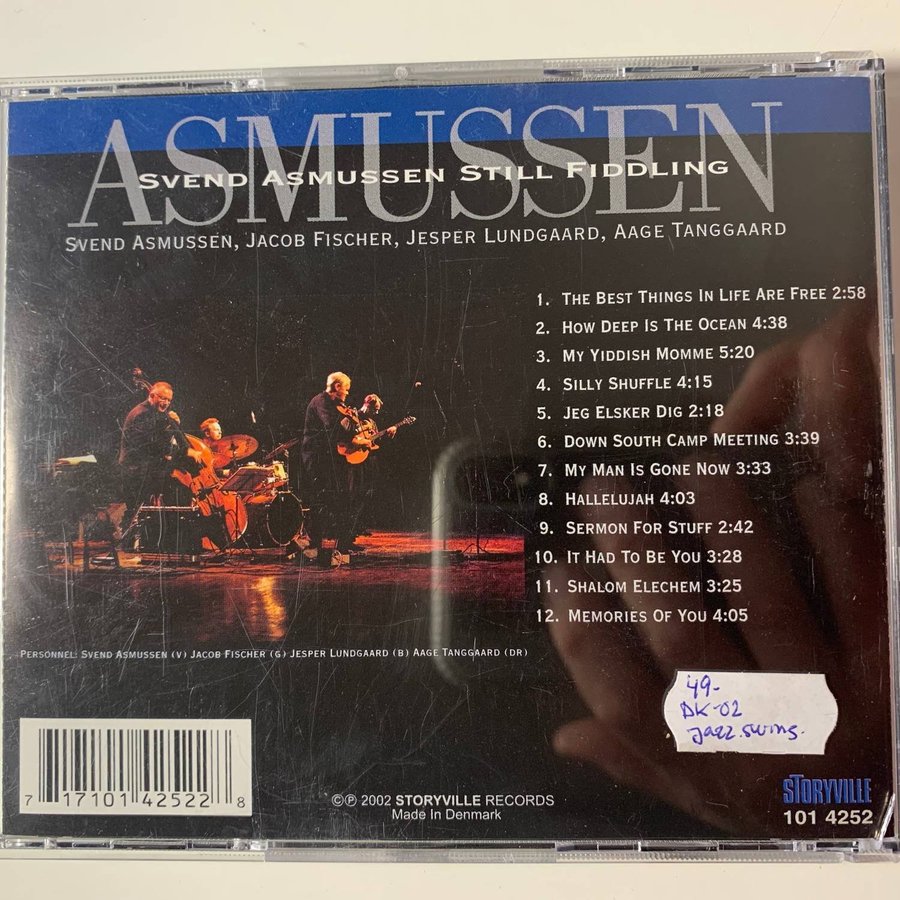 ASMUSSEN
SVEND ASMUSSEN STILL FIDDLING
SVEND ASMUSSEN, JACOB FISCHER, JESPER LUNDGAARD, AAGE TANGGAARD
1. THE BEST THINGS IN LIFE ARE FREE 2:58
2. HOW DEEP IS THE OCEAN 4:38
3. MY YIDDISH MOMME 5:20
4. SILLY SHUFFLE 4:15
5. JEG ELSKER DIG 2:18
6. DOWN SOUTH CAMP MEETING 3:39
7. MY MAN IS GONE NOW 3:33
8. HALLELUJAH 4:03
9. SERMON FOR STUFF 2:42
10. IT HAD TO BE YOU 3:28
11. SHALOM ELECHEM 3:25
12. MEMORIES OF YOU 4:05
PERSONNEL: SVEND ASMUSSEN (V) JACOB FISCHER (G) JESPER LUNDGAARD (B) AAGE TANGGAARD (DR)
49-
DK-02
jazz.swing.
7 17101 42522 8
©℗ 2002 STORYVILLE RECORDS
Made In Denmark
STORYVILLE
101 4252